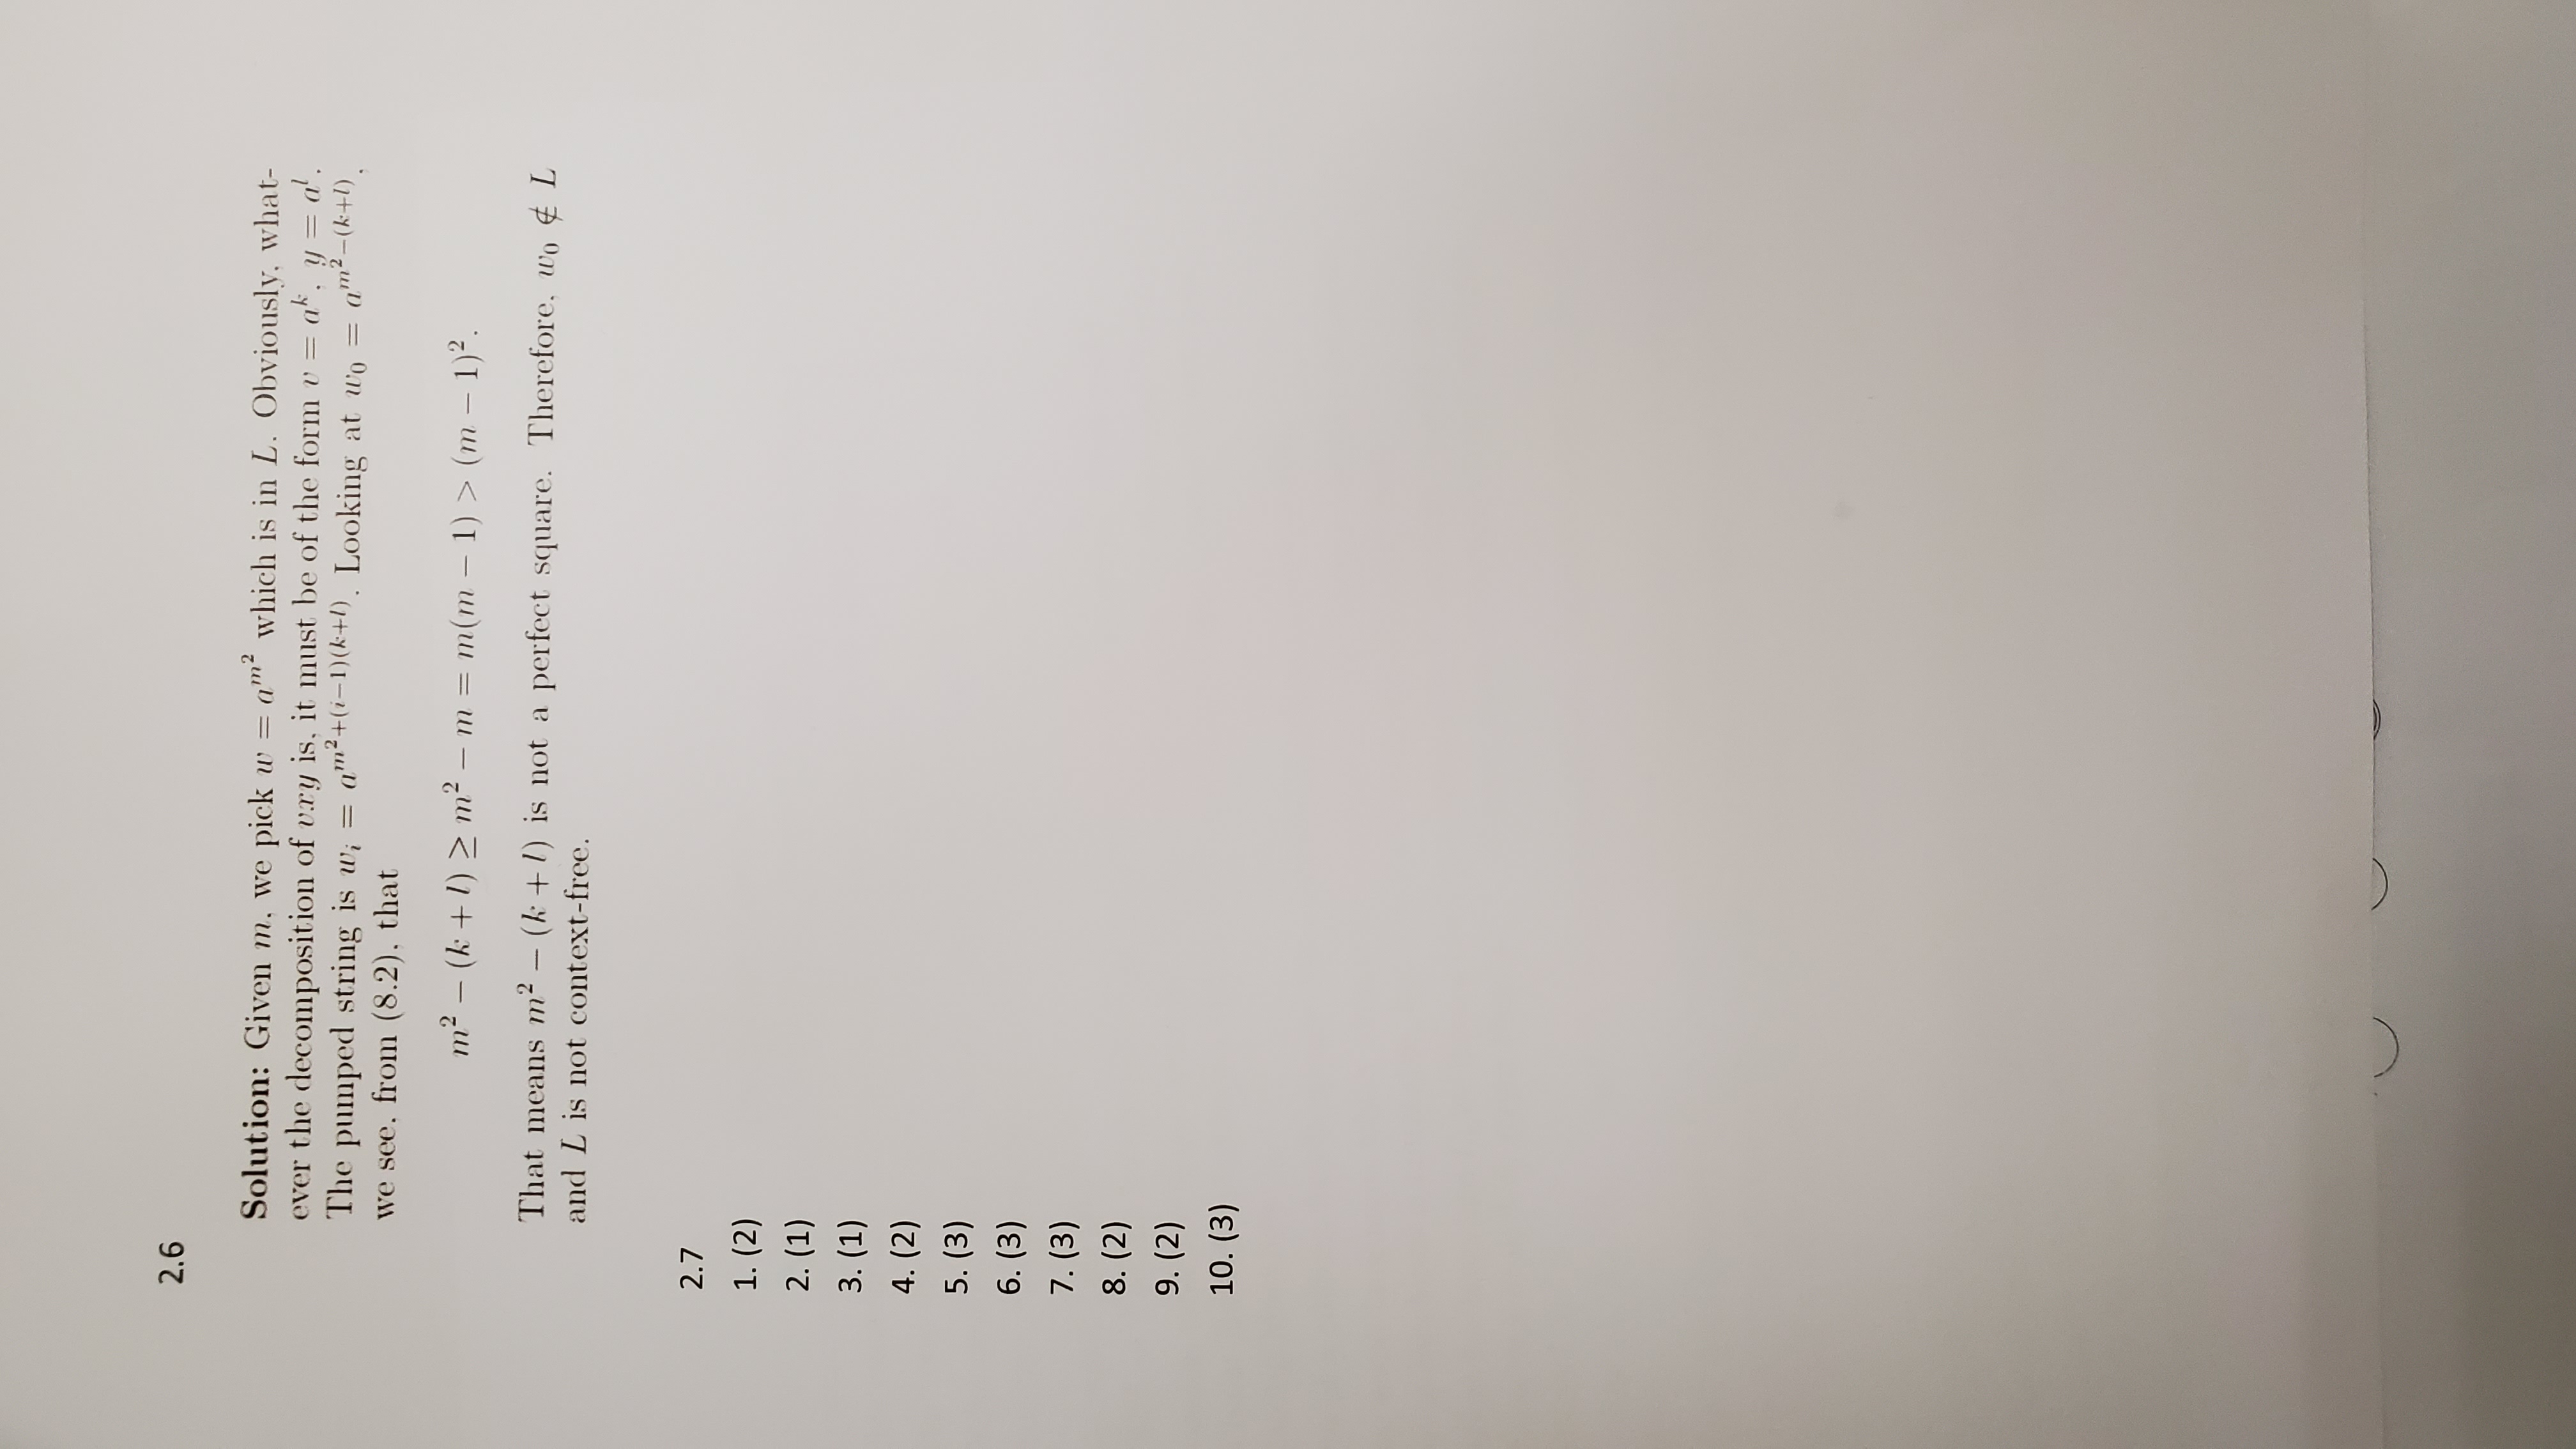 2.6
Solution: Given m, we pick w = a^{m^2} which is in L. Obviously, what-
ever the decomposition of vxy is, it must be of the form v = a^k, y = a^l.
The pumped string is w_i = a^{m^2+(i−1)(k+l)}. Looking at w_0 = a^{m^2−(k+l)},
we see, from (8.2), that
m^2 − (k + l) ≥ m^2 − m = m(m − 1) > (m − 1)^2.
That means m^2 − (k + l) is not a perfect square. Therefore, w_0 ∉ L
and L is not context-free.
2.7
1. (2)
2. (1)
3. (1)
4. (2)
5. (3)
6. (3)
7. (3)
8. (2)
9. (2)
10. (3)